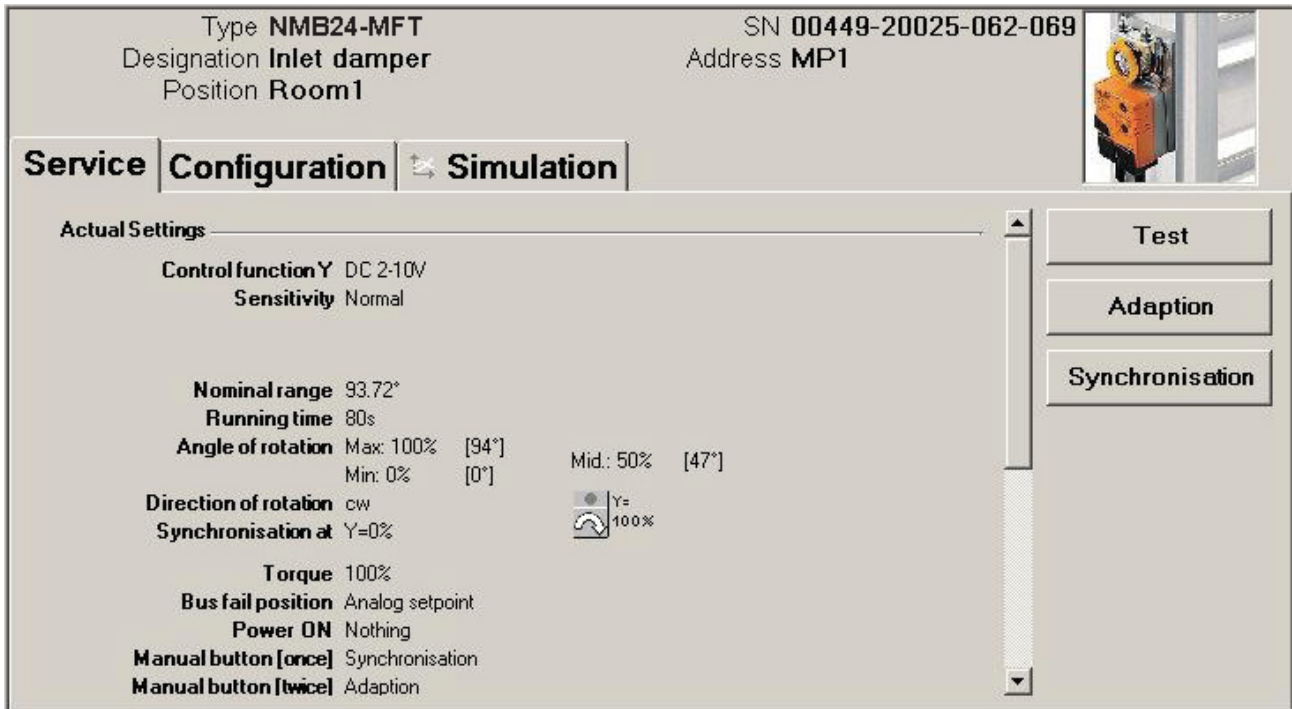 Type NMB24-MFT
SN 00449-20025-062-069
Designation Inlet damper
Address MP1
Position Room1
Service
Configuration
Simulation
Actual Settings
Test
Adaption
Synchronisation
Control function Y DC 2-10V
Sensitivity Normal
Nominal range 93.72°
Running time 80s
Angle of rotation Max: 100% [94°]
Mid.: 50% [47°]
Min: 0% [0°]
Direction of rotation cw
Y=
100%
Synchronisation at Y=0%
Torque 100%
Bus fail position Analog setpoint
Power ON Nothing
Manual button [once] Synchronisation
Manual button [twice] Adaption